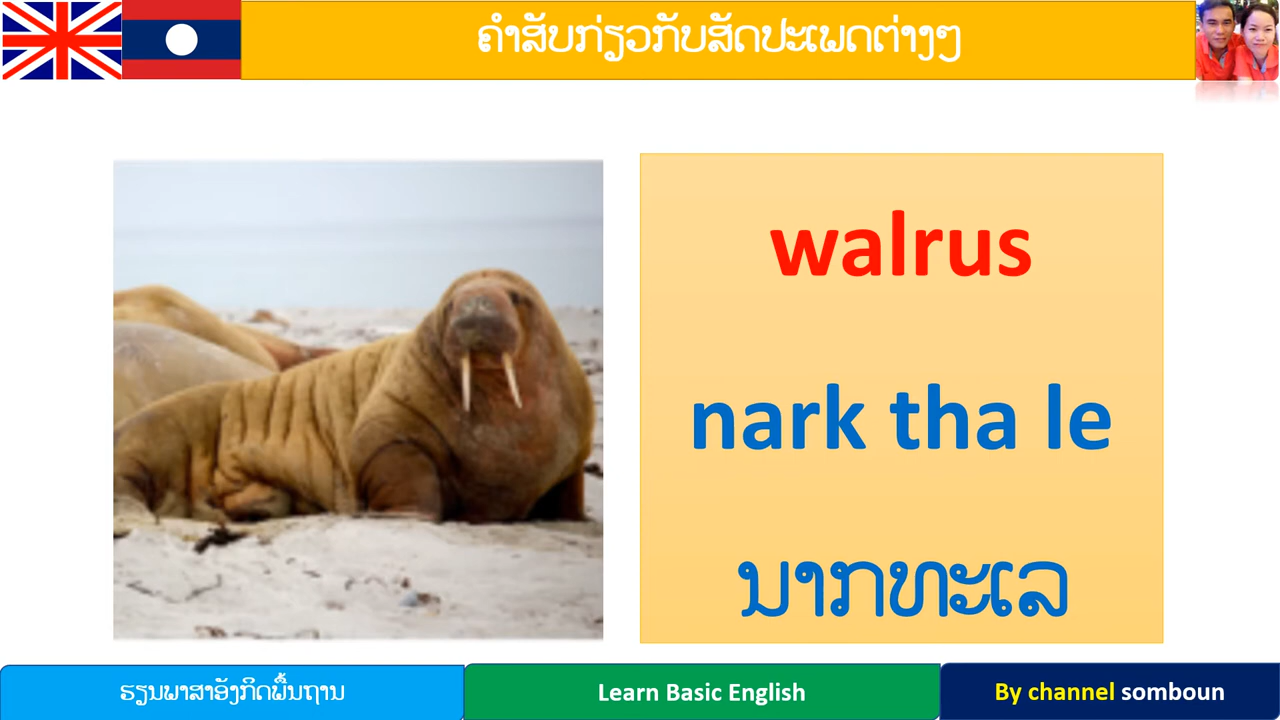 ຄຳສັບກ່ຽວກັບສັດປະເພດຕ່າງໆ
walrus
nark tha le
ນາກທະເລ
ຮຽນພາສາອັງກິດພື້ນຖານ
Learn Basic English
By channel somboun